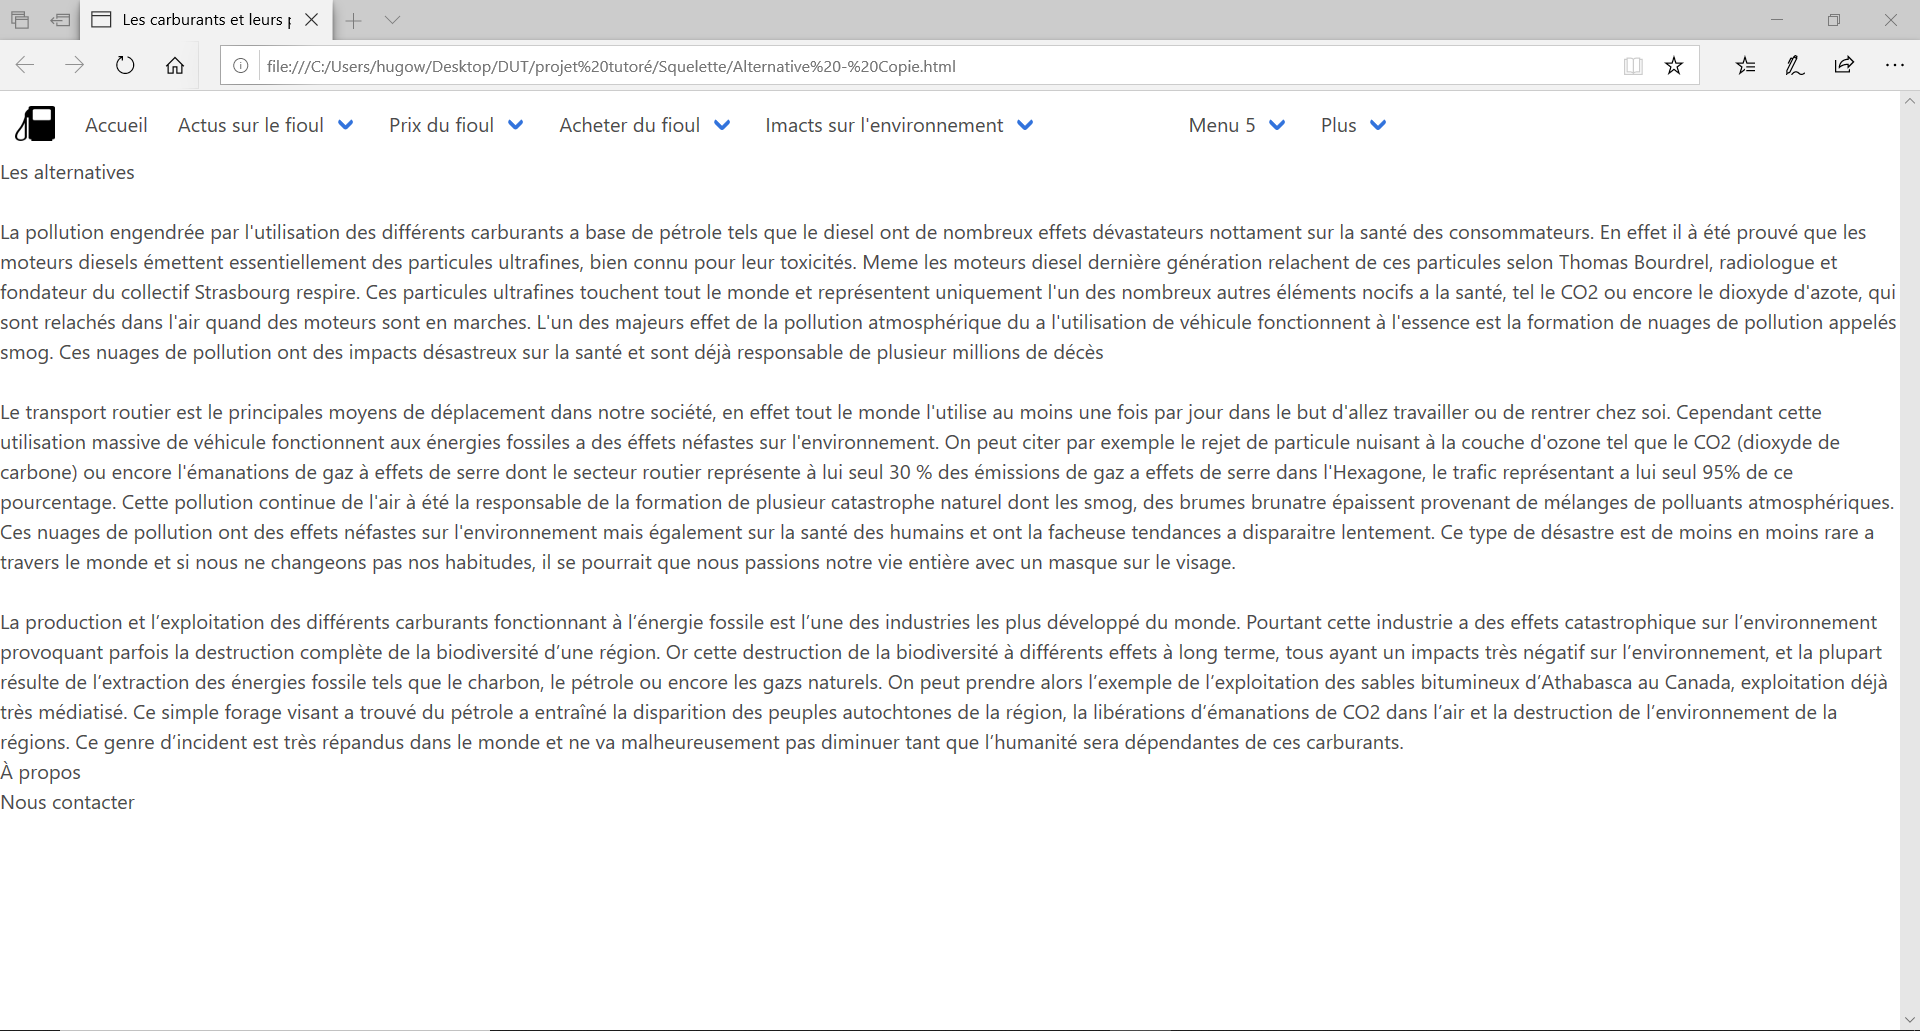 Les carburants et leurs p
file:///C:/Users/hugow/Desktop/DUT/projet%20tutoré/Squelette/Alternative%20-%20Copie.html
Accueil Actus sur le fioul Prix du fioul Acheter du fioul Imacts sur l'environnement Menu 5 Plus
Les alternatives
La pollution engendrée par l'utilisation des différents carburants a base de pétrole tels que le diesel ont de nombreux effets dévastateurs nottament sur la santé des consommateurs. En effet il à été prouvé que les
moteurs diesels émettent essentiellement des particules ultrafines, bien connu pour leur toxicités. Meme les moteurs diesel dernière génération relachent de ces particules selon Thomas Bourdrel, radiologue et
fondateur du collectif Strasbourg respire. Ces particules ultrafines touchent tout le monde et représentent uniquement l'un des nombreux autres éléments nocifs a la santé, tel le CO2 ou encore le dioxyde d'azote, qui
sont relachés dans l'air quand des moteurs sont en marches. L'un des majeurs effet de la pollution atmosphérique du a l'utilisation de véhicule fonctionnent à l'essence est la formation de nuages de pollution appelés
smog. Ces nuages de pollution ont des impacts désastreux sur la santé et sont déjà responsable de plusieur millions de décès
Le transport routier est le principales moyens de déplacement dans notre société, en effet tout le monde l'utilise au moins une fois par jour dans le but d'allez travailler ou de rentrer chez soi. Cependant cette
utilisation massive de véhicule fonctionnent aux énergies fossiles a des éffets néfastes sur l'environnement. On peut citer par exemple le rejet de particule nuisant à la couche d'ozone tel que le CO2 (dioxyde de
carbone) ou encore l'émanations de gaz à effets de serre dont le secteur routier représente à lui seul 30 % des émissions de gaz a effets de serre dans l'Hexagone, le trafic représentant a lui seul 95% de ce
pourcentage. Cette pollution continue de l'air à été la responsable de la formation de plusieur catastrophe naturel dont les smog, des brumes brunatre épaissent provenant de mélanges de polluants atmosphériques.
Ces nuages de pollution ont des effets néfastes sur l'environnement mais également sur la santé des humains et ont la facheuse tendances a disparaitre lentement. Ce type de désastre est de moins en moins rare a
travers le monde et si nous ne changeons pas nos habitudes, il se pourrait que nous passions notre vie entière avec un masque sur le visage.
La production et l’exploitation des différents carburants fonctionnant à l’énergie fossile est l’une des industries les plus développé du monde. Pourtant cette industrie a des effets catastrophique sur l’environnement
provoquant parfois la destruction complète de la biodiversité d’une région. Or cette destruction de la biodiversité à différents effets à long terme, tous ayant un impacts très négatif sur l’environnement, et la plupart
résulte de l’extraction des énergies fossile tels que le charbon, le pétrole ou encore les gazs naturels. On peut prendre alors l’exemple de l’exploitation des sables bitumineux d’Athabasca au Canada, exploitation déjà
très médiatisé. Ce simple forage visant a trouvé du pétrole a entraîné la disparition des peuples autochtones de la région, la libérations d’émanations de CO2 dans l’air et la destruction de l’environnement de la
régions. Ce genre d’incident est très répandus dans le monde et ne va malheureusement pas diminuer tant que l’humanité sera dépendantes de ces carburants.
À propos
Nous contacter